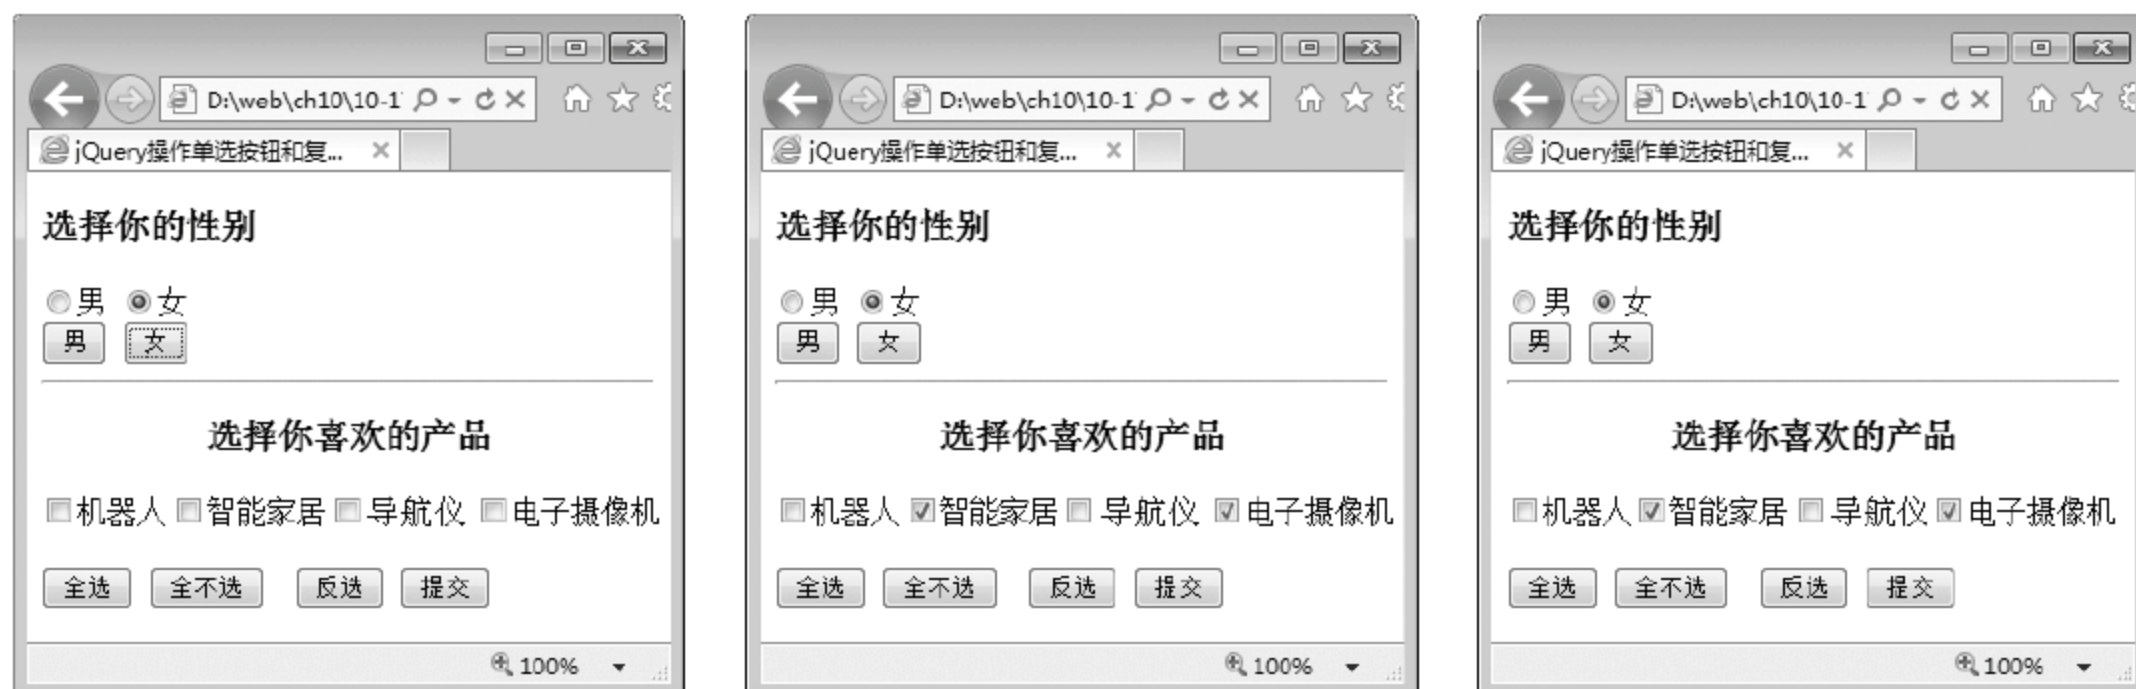 D:\web\ch10\10-1
jQuery操作单选按钮和复...
选择你的性别
男 女
男 女
选择你喜欢的产品
机器人 智能家居 导航仪 电子摄像机
全选 全不选 反选 提交
100%
D:\web\ch10\10-1
jQuery操作单选按钮和复...
选择你的性别
男 女
男 女
选择你喜欢的产品
机器人 智能家居 导航仪 电子摄像机
全选 全不选 反选 提交
100%
D:\web\ch10\10-1
jQuery操作单选按钮和复...
选择你的性别
男 女
男 女
选择你喜欢的产品
机器人 智能家居 导航仪 电子摄像机
全选 全不选 反选 提交
100%